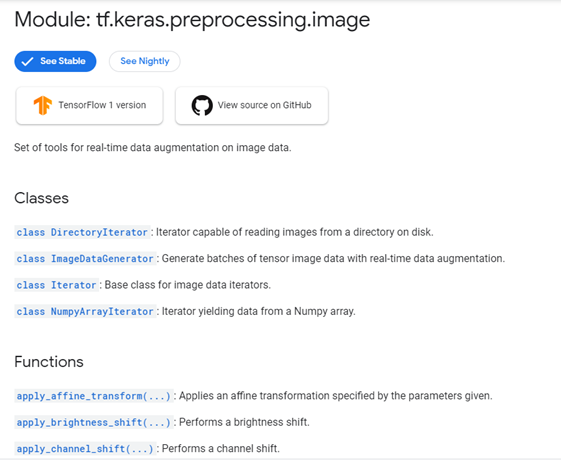 Module: tf.keras.preprocessing.image
See Stable See Nightly
TensorFlow 1 version View source on GitHub
Set of tools for real-time data augmentation on image data.
Classes
class DirectoryIterator: Iterator capable of reading images from a directory on disk.
class ImageDataGenerator: Generate batches of tensor image data with real-time data augmentation.
class Iterator: Base class for image data iterators.
class NumpyArrayIterator: Iterator yielding data from a Numpy array.
Functions
apply_affine_transform(...): Applies an affine transformation specified by the parameters given.
apply_brightness_shift(...): Performs a brightness shift.
apply_channel_shift(...): Performs a channel shift.